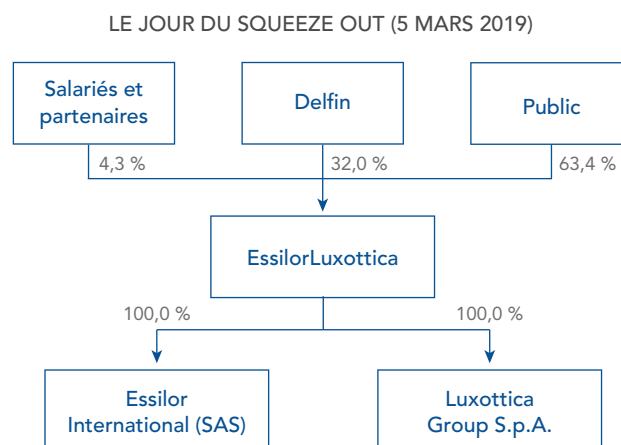 LE JOUR DU SQUEEZE OUT (5 MARS 2019)
Salariés et
partenaires
Delfin
Public
4,3 %
32,0 %
63,4 %
EssilorLuxottica
100,0 %
100,0 %
Essilor
International (SAS)
Luxottica
Group S.p.A.